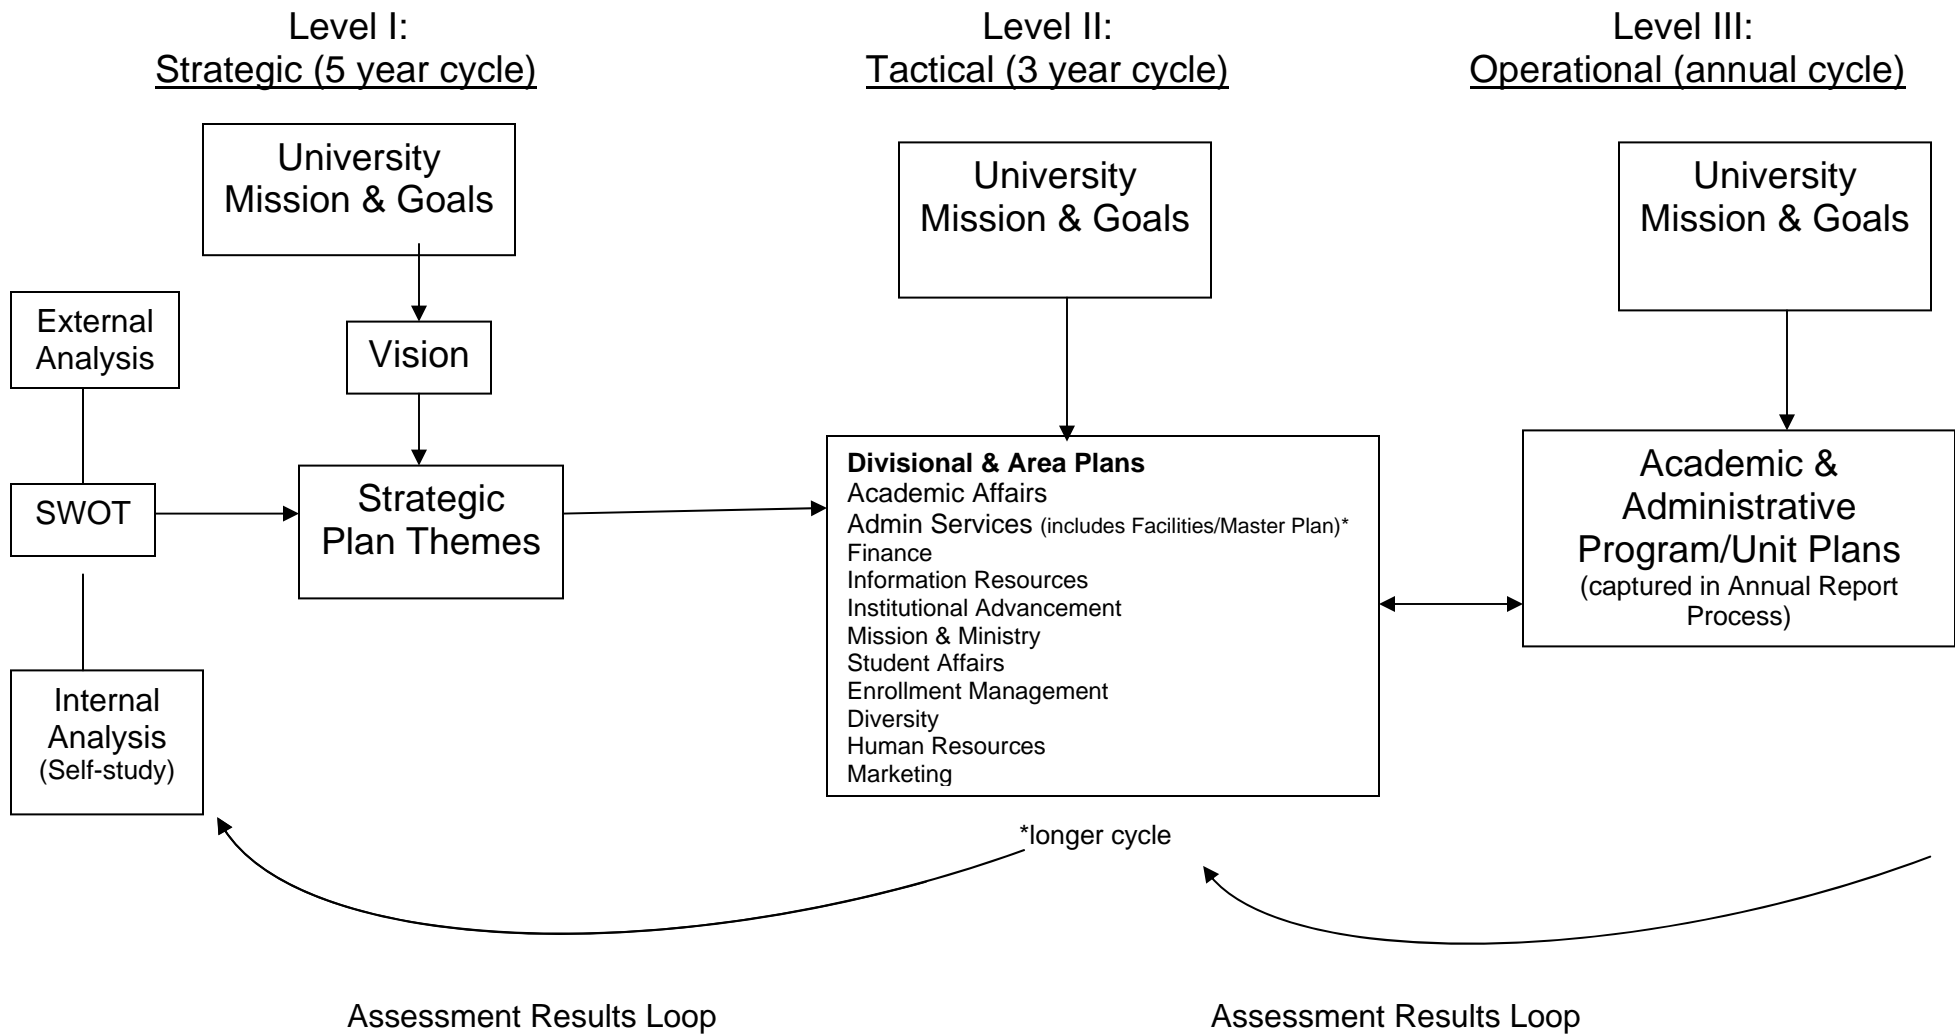 Level I:
Strategic (5 year cycle)
Level II:
Tactical (3 year cycle)
Level III:
Operational (annual cycle)
University
Mission & Goals
University
Mission & Goals
University
Mission & Goals
External
Analysis
Vision
SWOT
Strategic
Plan Themes
Internal
Analysis
(Self-study)
Divisional & Area Plans
Academic Affairs
Admin Services (includes Facilities/Master Plan)*
Finance
Information Resources
Institutional Advancement
Mission & Ministry
Student Affairs
Enrollment Management
Diversity
Human Resources
Marketing
Academic &
Administrative
Program/Unit Plans
(captured in Annual Report
Process)
*longer cycle
Assessment Results Loop
Assessment Results Loop